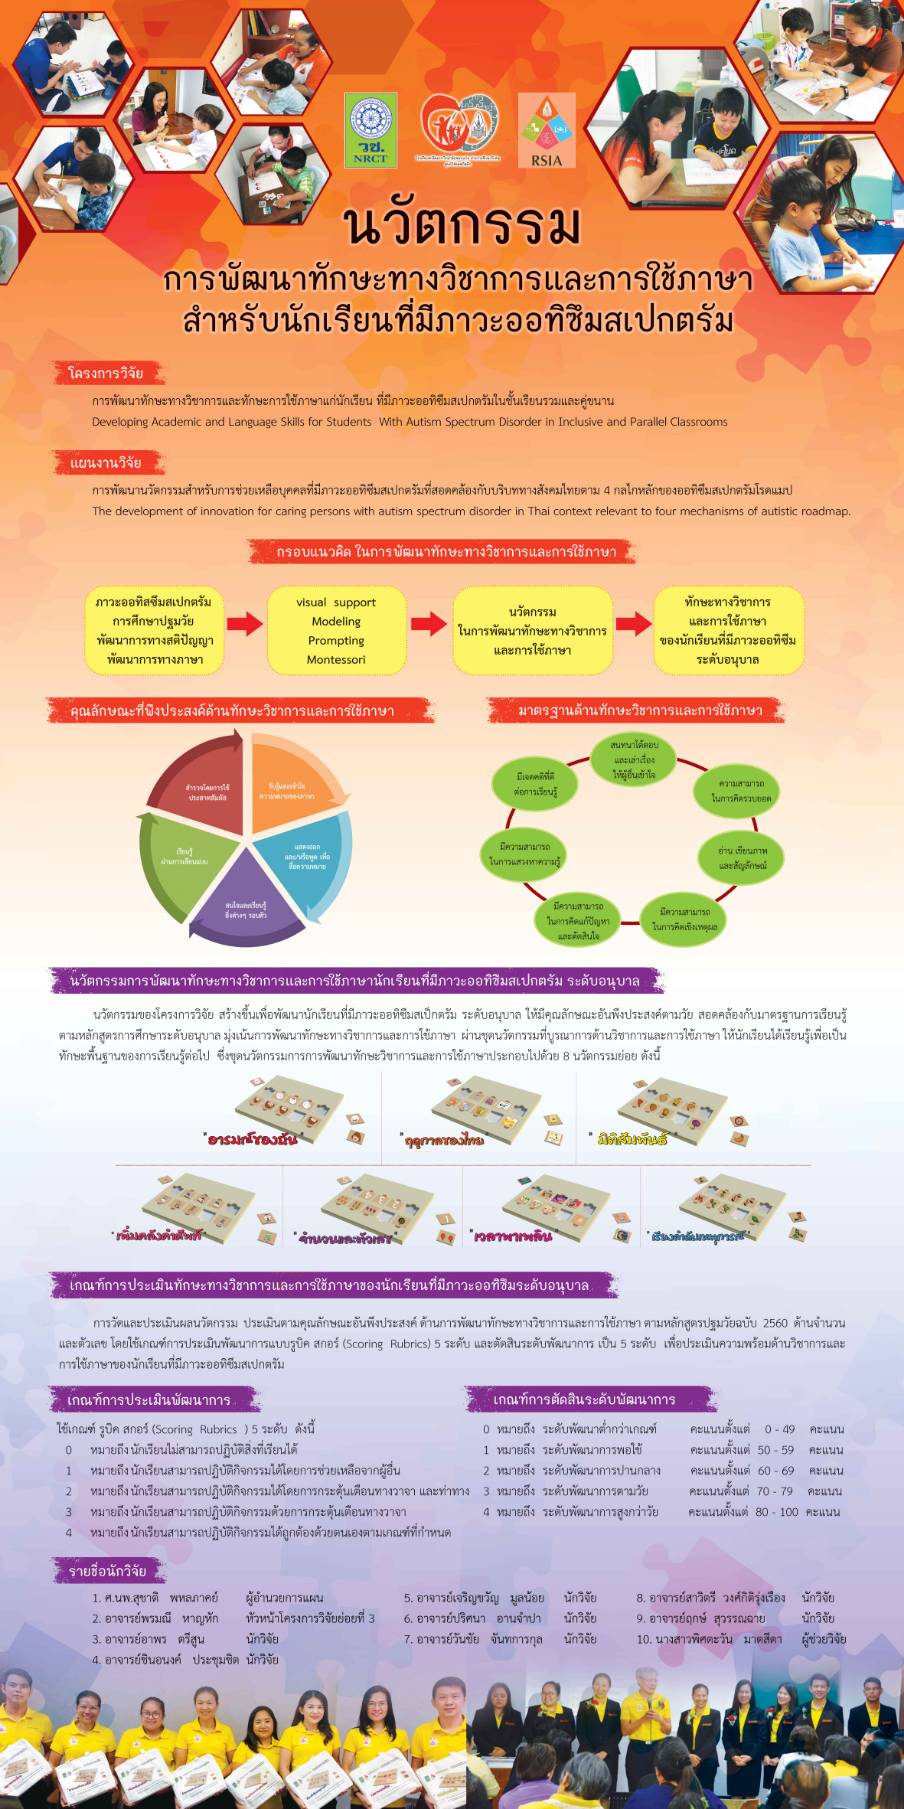 วช.
NRCT
RSIA
นวัตกรรม
การพัฒนาทักษะทางวิชาการและการใช้ภาษา
สำหรับนักเรียนที่มีภาวะออทิซึมสเปกตรัม
โครงการวิจัย
การพัฒนาทักษะทางวิชาการและทักษะการใช้ภาษาแก่นักเรียน ที่มีภาวะออทิซึมสเปกตรัมในชั้นเรียนรวมและคู่ขนาน
Developing Academic and Language Skills for Students With Autism Spectrum Disorder in Inclusive and Parallel Classrooms
แผนงานวิจัย
การพัฒนานวัตกรรมสำหรับการช่วยเหลือบุคคลที่มีภาวะออทิซึมสเปกตรัมที่สอดคล้องกับบริบททางสังคมไทยตาม 4 กลไกหลักของออทิซึมสเปกตรัมโรดแมป
The development of innovation for caring persons with autism spectrum disorder in Thai context relevant to four mechanisms of autistic roadmap.
กรอบแนวคิด ในการพัฒนาทักษะทางวิชาการและการใช้ภาษา
ภาวะออทิสซึมสเปกตรัม
การศึกษาปฐมวัย
พัฒนาการทางสติปัญญา
พัฒนาการทางภาษา
visual support
Modeling
Prompting
Montessori
นวัตกรรม
ในการพัฒนาทักษะทางวิชาการ
และการใช้ภาษา
ทักษะทางวิชาการ
และการใช้ภาษา
ของนักเรียนที่มีภาวะออทิซึม
ระดับอนุบาล
คุณลักษณะที่พึงประสงค์ด้านทักษะวิชาการและการใช้ภาษา
สำรวจโดยการใช้
ประสาทสัมผัส
รับรู้และเข้าใจ
ความหมายของภาษา
แสดงออก
และ/หรือพูด เพื่อ
สื่อความหมาย
สนใจและเรียนรู้
สิ่งต่างๆ รอบตัว
เรียนรู้
ผ่านการเลียนแบบ
มาตรฐานด้านทักษะวิชาการและการใช้ภาษา
สนทนาโต้ตอบ
และเล่าเรื่อง
ให้ผู้อื่นเข้าใจ
ความสามารถ
ในการคิดรวบยอด
อ่าน เขียนภาพ
และสัญลักษณ์
มีความสามารถ
ในการคิดเชิงเหตุผล
มีความสามารถ
ในการคิดแก้ปัญหา
และตัดสินใจ
มีความสามารถ
ในการแสวงหาความรู้
มีเจตคติที่ดี
ต่อการเรียนรู้
นวัตกรรมการพัฒนาทักษะทางวิชาการและการใช้ภาษานักเรียนที่มีภาวะออทิซึมสเปกตรัม ระดับอนุบาล
นวัตกรรมของโครงการวิจัย สร้างขึ้นเพื่อพัฒนานักเรียนที่มีภาวะออทิซึมสเป็กตรัม ระดับอนุบาล ให้มีคุณลักษณะอันพึงประสงค์ตามวัย สอดคล้องกับมาตรฐานการเรียนรู้
ตามหลักสูตรการศึกษาระดับอนุบาล มุ่งเน้นการพัฒนาทักษะทางวิชาการและการใช้ภาษา ผ่านชุดนวัตกรรมที่บูรณาการด้านวิชาการและการใช้ภาษา ให้นักเรียนได้เรียนรู้เพื่อเป็น
ทักษะพื้นฐานของการเรียนรู้ต่อไป ซึ่งชุดนวัตกรรมการการพัฒนาทักษะวิชาการและการใช้ภาษาประกอบไปด้วย 8 นวัตกรรมย่อย ดังนี้
"อารมณ์ของฉัน"
"ฤดูกาลของไทย"
"มิติสัมพันธ์"
"เพิ่มคลังคำศัพท์"
"จำนวนและตัวเลข"
"เวลาพาเพลิน"
"เรียงลำดับเหตุการณ์"
เกณฑ์การประเมินทักษะทางวิชาการและการใช้ภาษาของนักเรียนที่มีภาวะออทิซึมระดับอนุบาล
การวัดและประเมินผลนวัตกรรม ประเมินตามคุณลักษณะอันพึงประสงค์ ด้านการพัฒนาทักษะทางวิชาการและการใช้ภาษา ตามหลักสูตรปฐมวัยฉบับ 2560 ด้านจำนวน
และตัวเลข โดยใช้เกณฑ์การประเมินพัฒนาการแบบรูบิค สกอร์ (Scoring Rubrics) 5 ระดับ และตัดสินระดับพัฒนาการ เป็น 5 ระดับ เพื่อประเมินความพร้อมด้านวิชาการและ
การใช้ภาษาของนักเรียนที่มีภาวะออทิซึมสเปกตรัม
เกณฑ์การประเมินพัฒนาการ
ใช้เกณฑ์ รูบิค สกอร์ (Scoring Rubrics ) 5 ระดับ ดังนี้
0 หมายถึง นักเรียนไม่สามารถปฏิบัติสิ่งที่เรียนได้
1 หมายถึง นักเรียนสามารถปฏิบัติกิจกรรมได้โดยการช่วยเหลือจากผู้อื่น
2 หมายถึง นักเรียนสามารถปฏิบัติกิจกรรมได้โดยการกระตุ้นเตือนทางวาจา และท่าทาง
3 หมายถึง นักเรียนสามารถปฏิบัติกิจกรรมด้วยการกระตุ้นเตือนทางวาจา
4 หมายถึง นักเรียนสามารถปฏิบัติกิจกรรมได้ถูกต้องด้วยตนเองตามเกณฑ์ที่กำหนด
เกณฑ์การตัดสินระดับพัฒนาการ
0 หมายถึง ระดับพัฒนาต่ำกว่าเกณฑ์ คะแนนตั้งแต่ 0 - 49 คะแนน
1 หมายถึง ระดับพัฒนาการพอใช้ คะแนนตั้งแต่ 50 - 59 คะแนน
2 หมายถึง ระดับพัฒนาการปานกลาง คะแนนตั้งแต่ 60 - 69 คะแนน
3 หมายถึง ระดับพัฒนาการตามวัย คะแนนตั้งแต่ 70 - 79 คะแนน
4 หมายถึง ระดับพัฒนาการสูงกว่าวัย คะแนนตั้งแต่ 80 - 100 คะแนน
รายชื่อนักวิจัย
1. ศ.นพ.สุชาติ พหลภาคย์ ผู้อำนวยการแผน
2. อาจารย์พรมณี หาญหัก หัวหน้าโครงการวิจัยย่อยที่ 3
3. อาจารย์อาพร ตรีสูน นักวิจัย
4. อาจารย์ชินอนงค์ ประชุมชิต นักวิจัย
5. อาจารย์เจริญขวัญ มูลน้อย นักวิจัย
6. อาจารย์ปริศนา อานจำปา นักวิจัย
7. อาจารย์วันชัย จันทการกุล นักวิจัย
8. อาจารย์สาวิตรี วงศ์กิติรุ่งเรือง นักวิจัย
9. อาจารย์ฤกษ์ สุวรรณฉาย นักวิจัย
10. นางสาวพิศตะวัน มาตสีดา ผู้ช่วยวิจัย